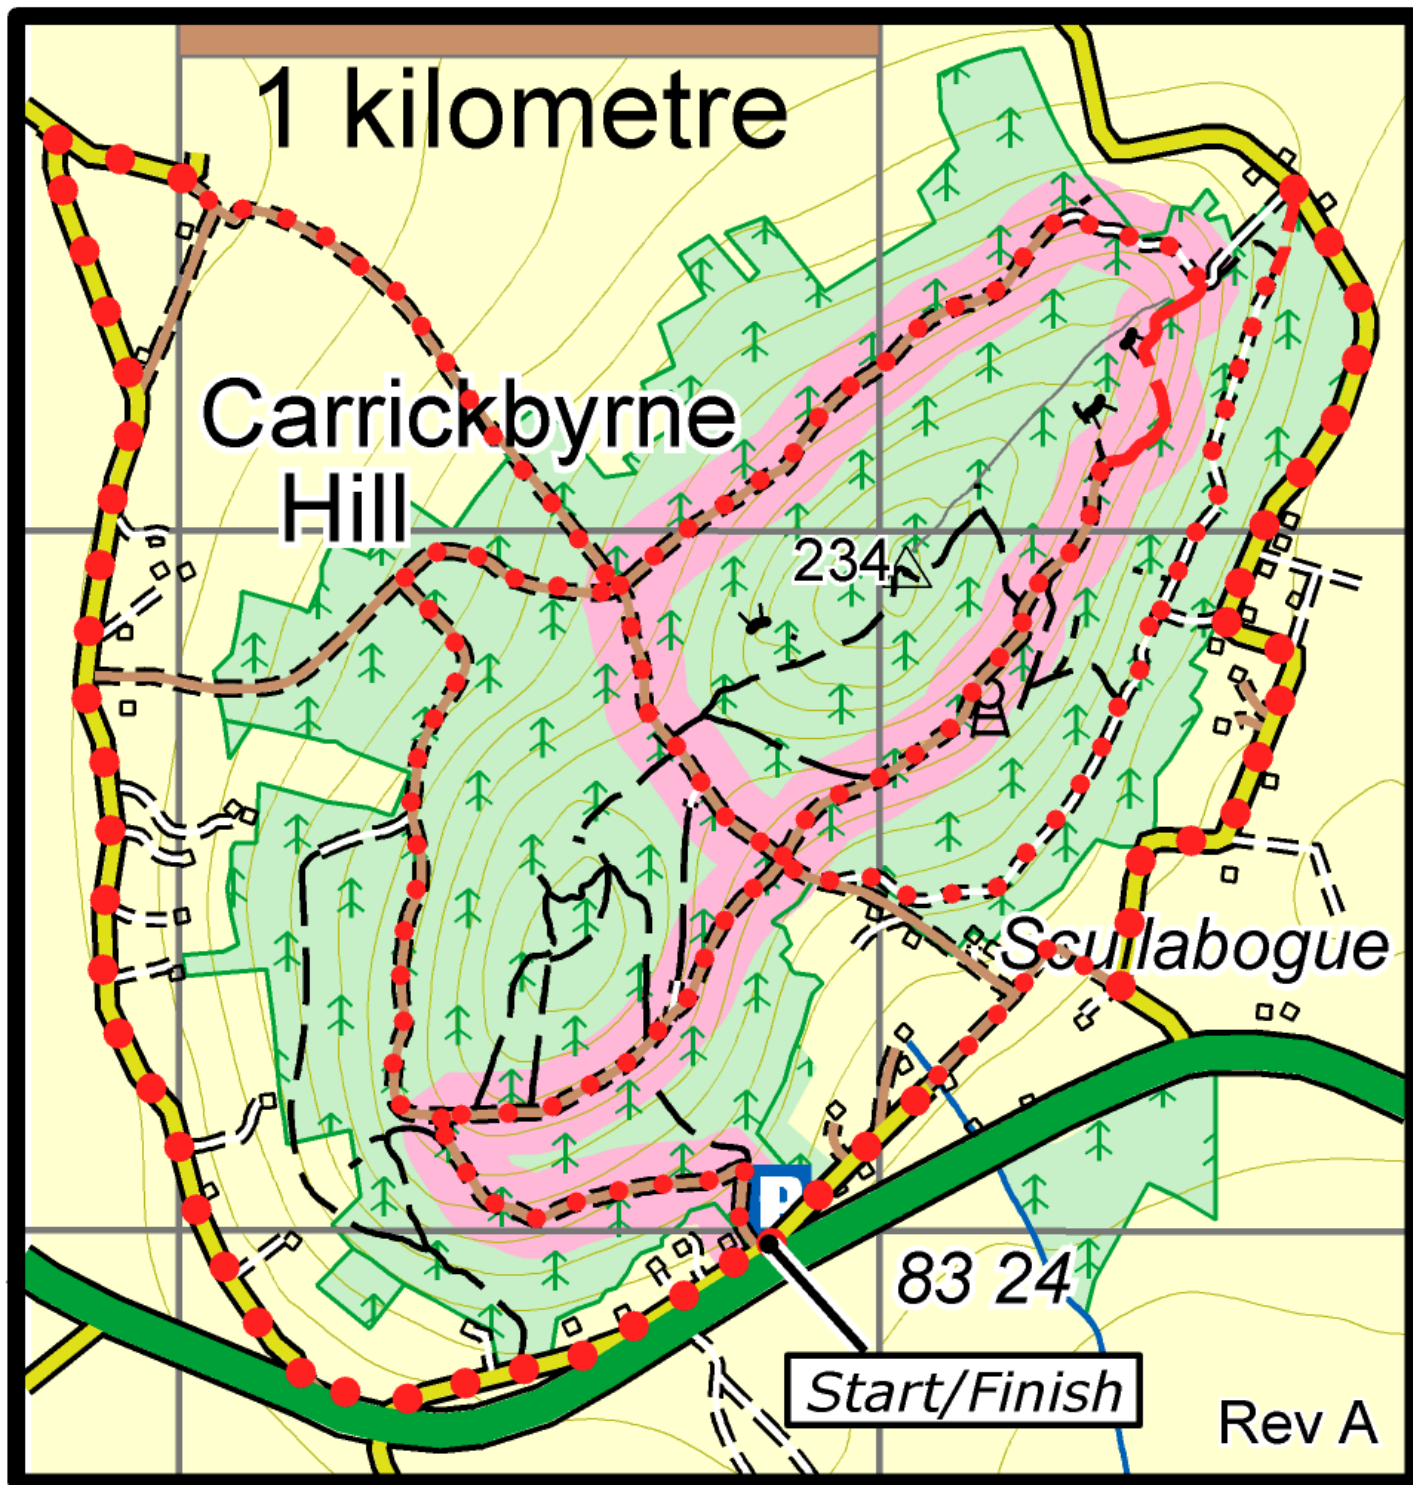 1 kilometre
Carrickbyrne
Hill
234
Scullabogue
P
83 24
Start/Finish
Rev A